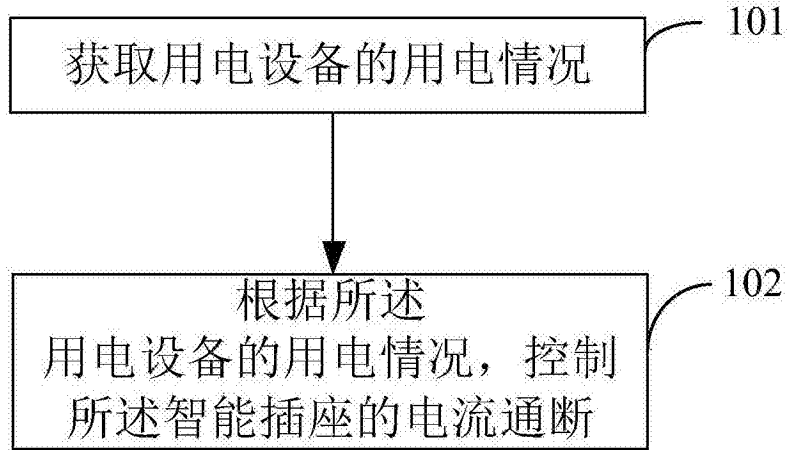 101
获取用电设备的用电情况
102
根据所述
用电设备的用电情况，控制
所述智能插座的电流通断